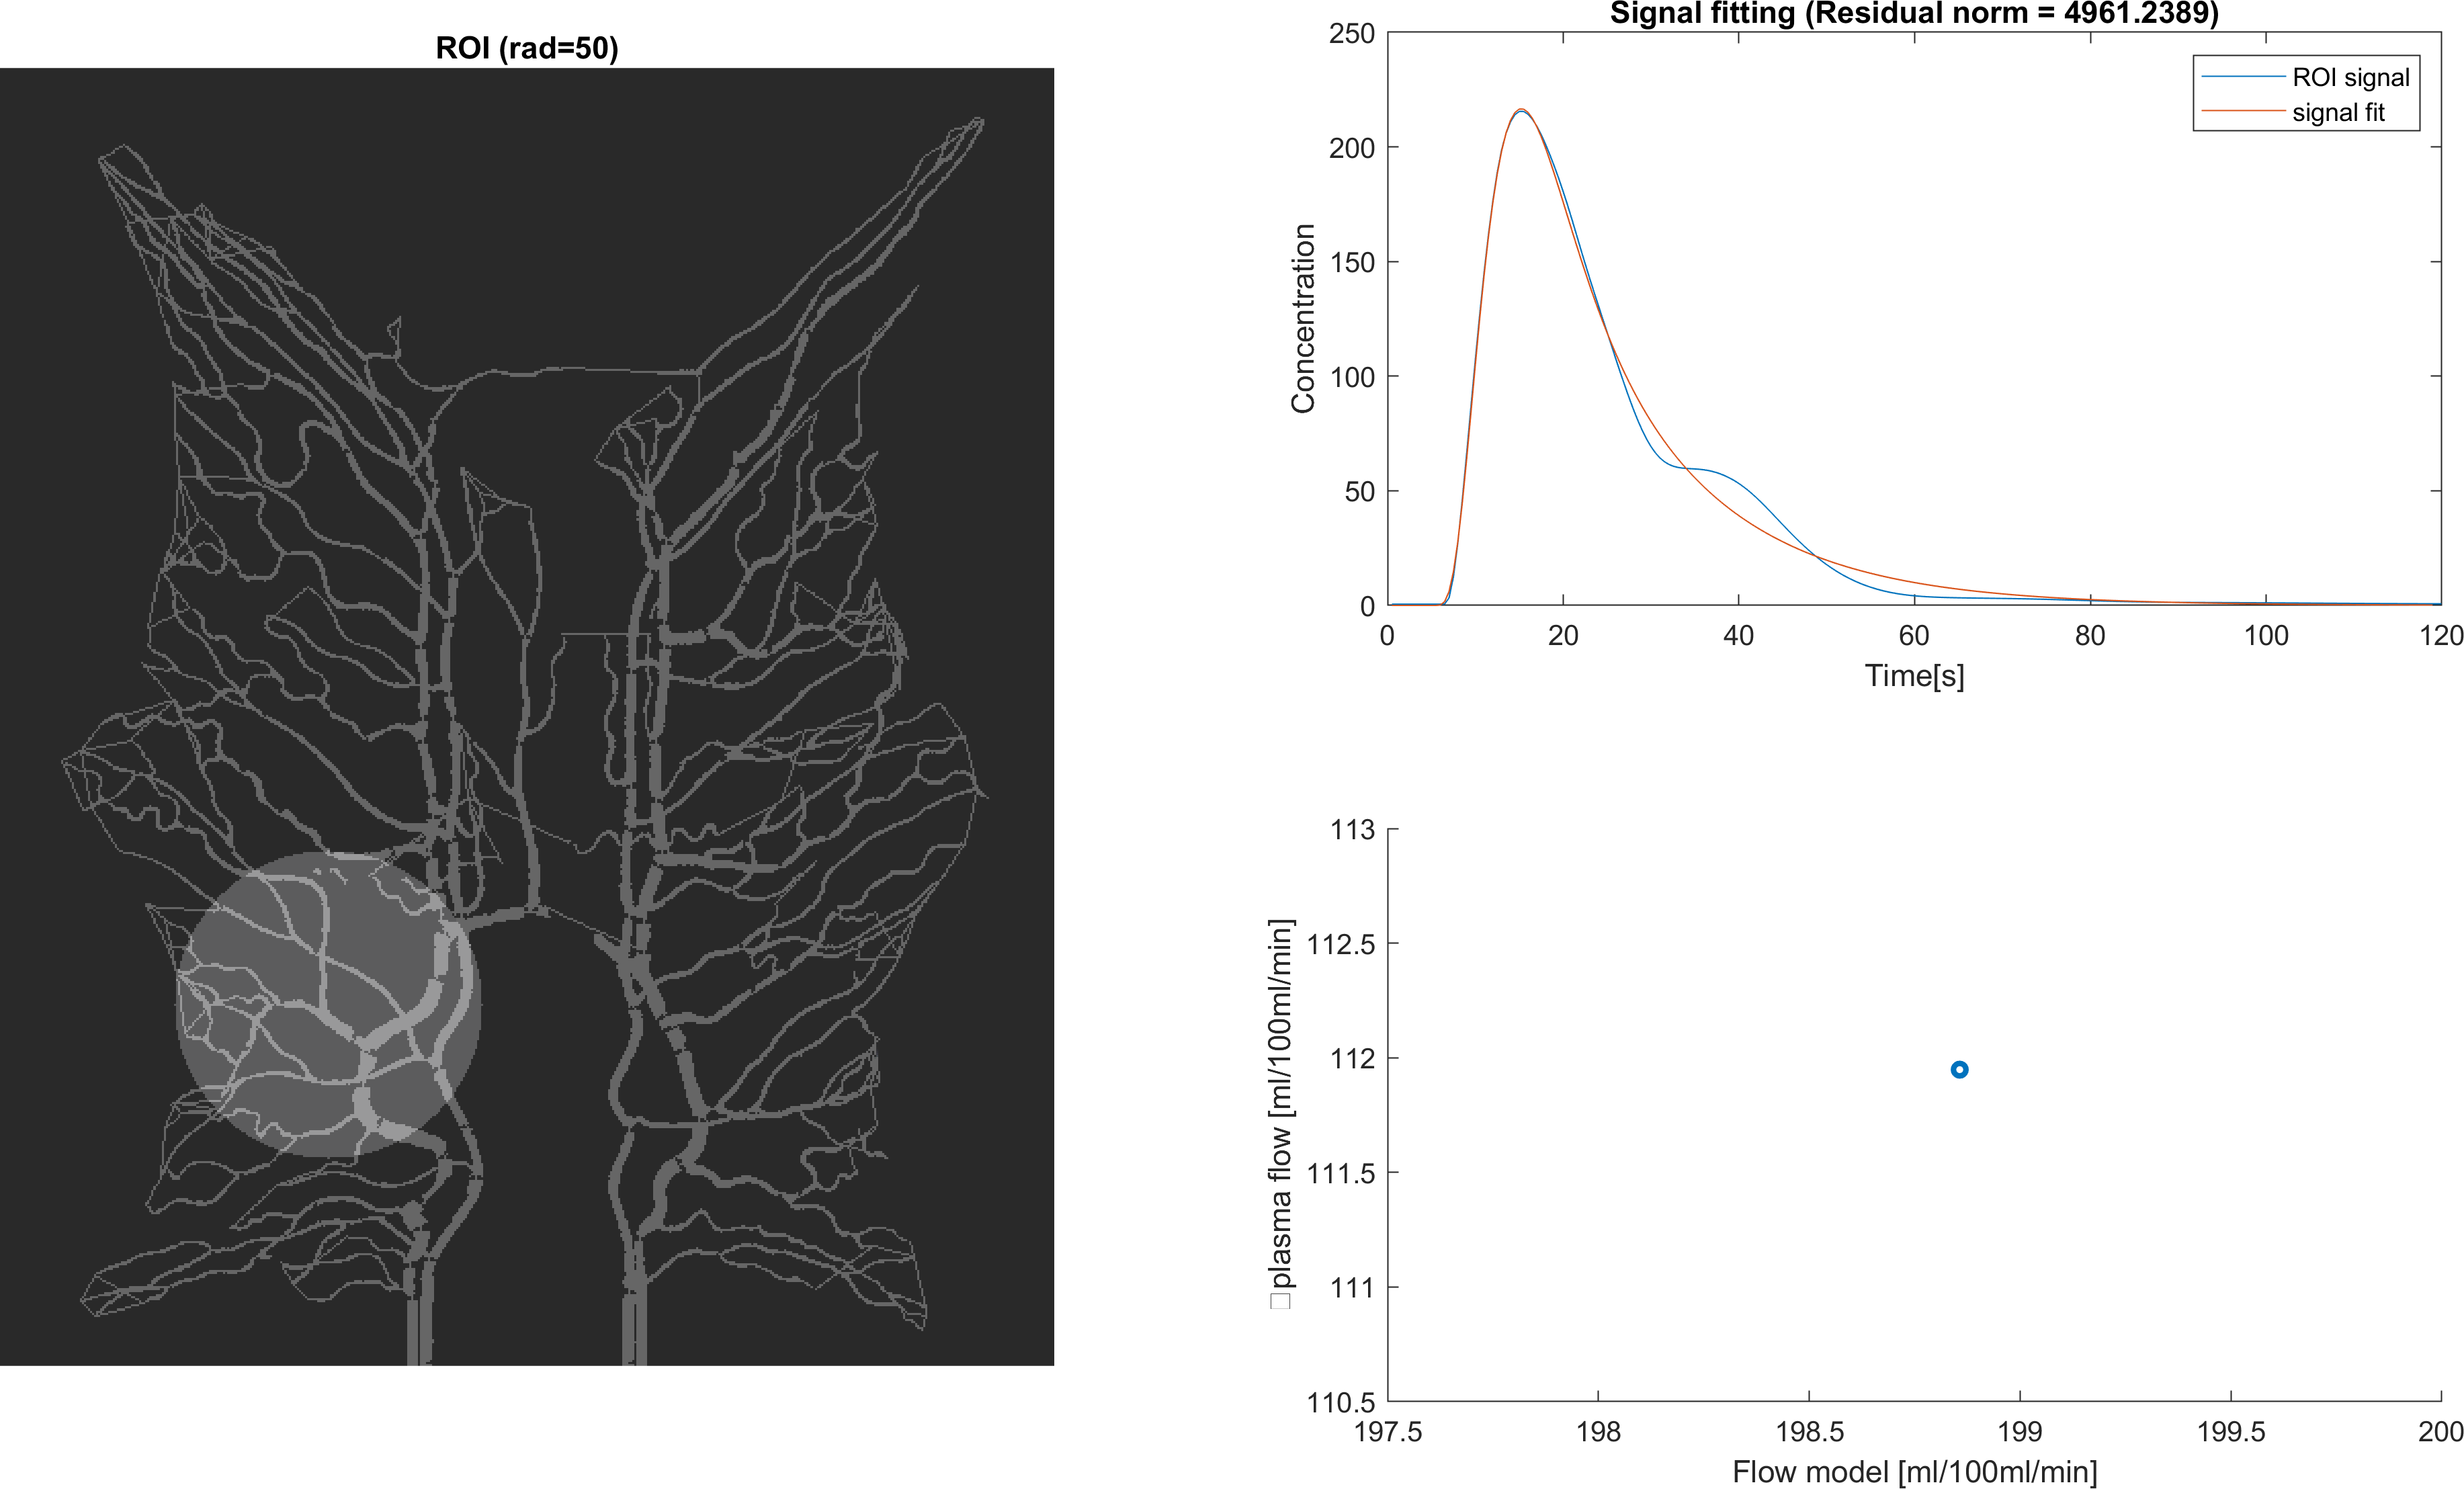 ROI (rad=50)
Signal fitting (Residual norm = 4961.2389)
250
200
150
100
50
0
Concentration
ROI signal
signal fit
0 20 40 60 80 100 120
Time[s]
113
112.5
112
111.5
111
110.5
□plasma flow [ml/100ml/min]
197.5 198 198.5 199 199.5 200
Flow model [ml/100ml/min]